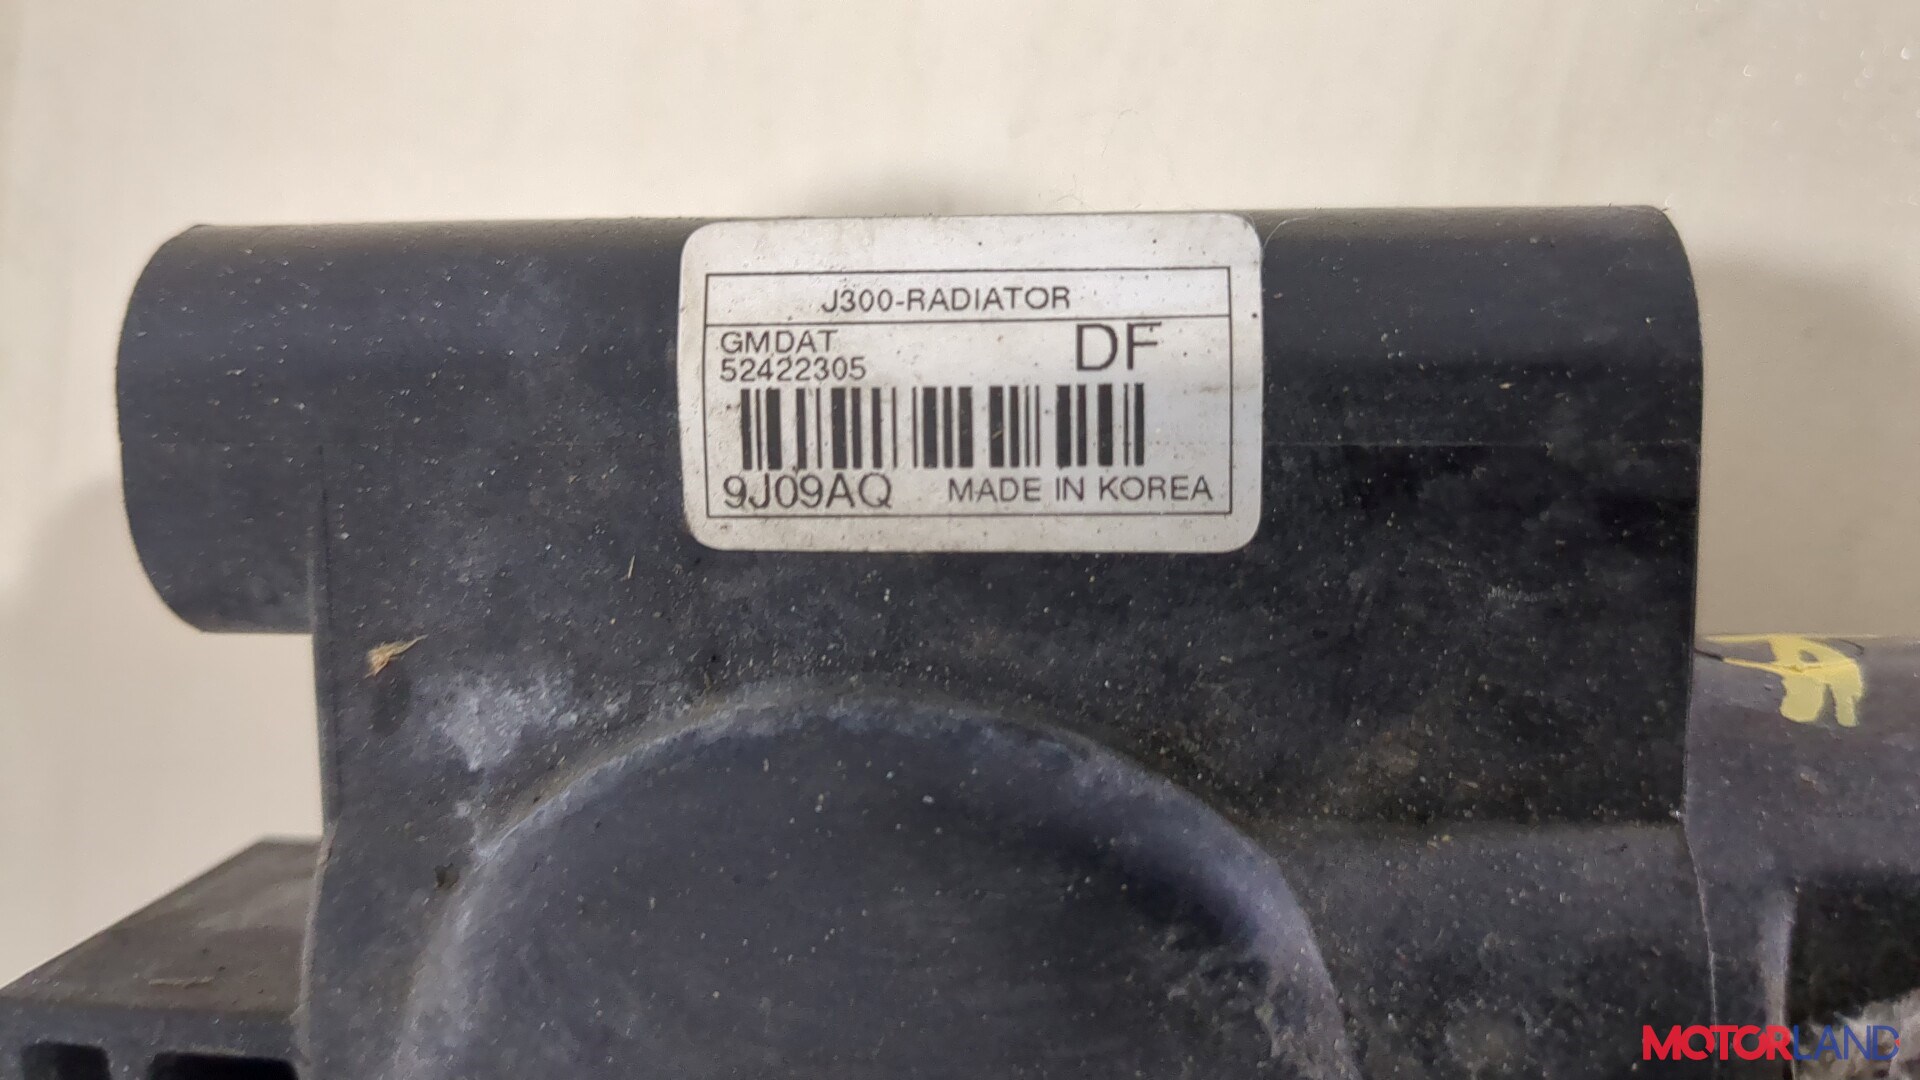 J300-RADIATOR
GMDAT
DF
52422305
9J09AQ
MADE IN KOREA
MOTORLAND